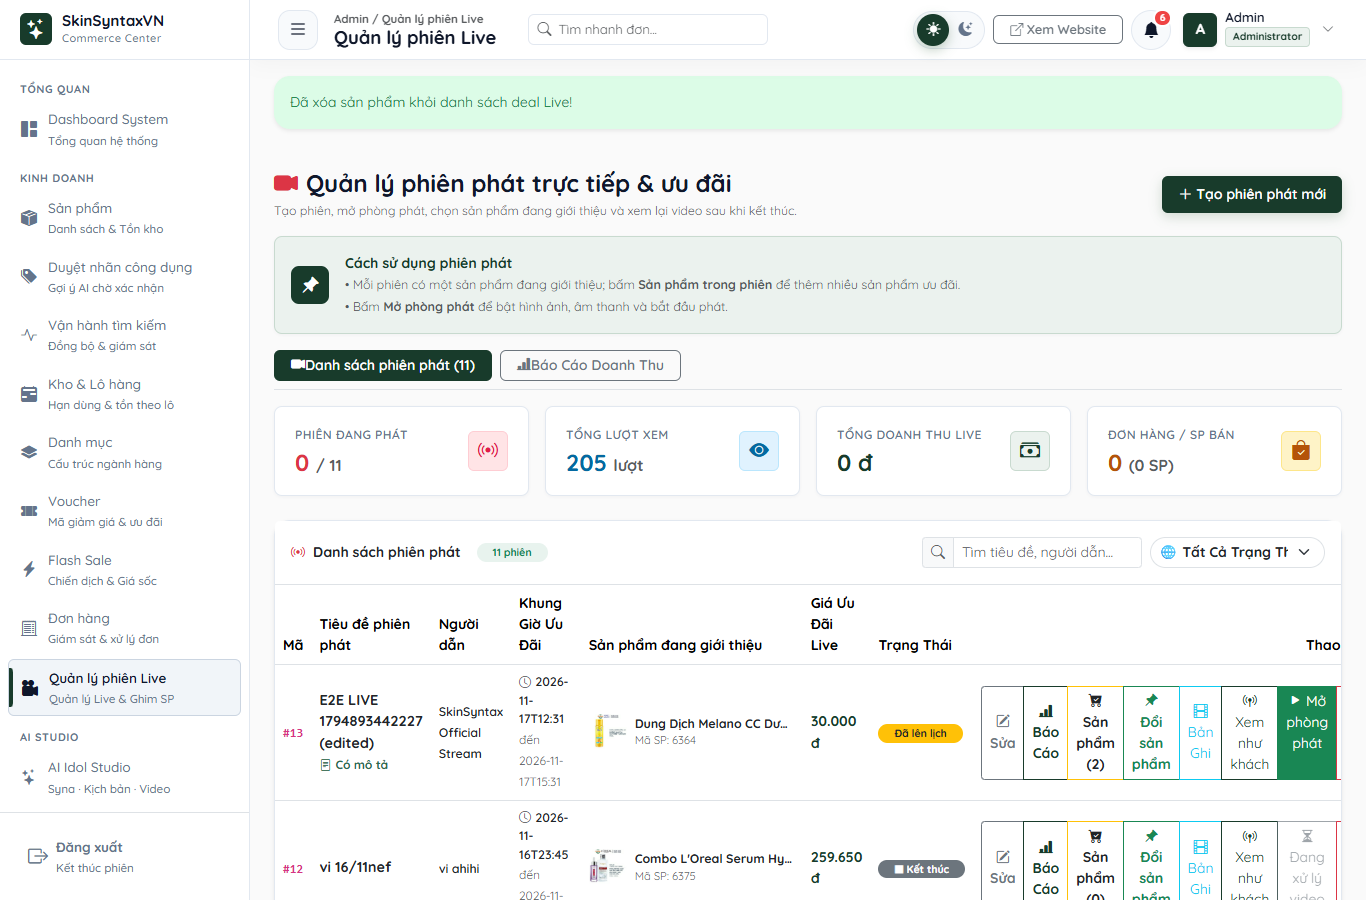 SkinSyntaxVN
Commerce Center
Admin / Quản lý phiên Live
Quản lý phiên Live
Tìm nhanh đơn...
Xem Website
6
A
Admin
Administrator
TỔNG QUAN
Dashboard System
Tổng quan hệ thống
KINH DOANH
Sản phẩm
Danh sách & Tồn kho
Duyệt nhãn công dụng
Gợi ý AI chờ xác nhận
Vận hành tìm kiếm
Đồng bộ & giám sát
Kho & Lô hàng
Hạn dùng & tồn theo lô
Danh mục
Cấu trúc ngành hàng
Voucher
Mã giảm giá & ưu đãi
Flash Sale
Chiến dịch & Giá sốc
Đơn hàng
Giám sát & xử lý đơn
Quản lý phiên Live
Quản lý Live & Ghim SP
AI STUDIO
AI Idol Studio
Syna · Kịch bản · Video
Đăng xuất
Kết thúc phiên
Đã xóa sản phẩm khỏi danh sách deal Live!
Quản lý phiên phát trực tiếp & ưu đãi
Tạo phiên, mở phòng phát, chọn sản phẩm đang giới thiệu và xem lại video sau khi kết thúc.
+ Tạo phiên phát mới
Cách sử dụng phiên phát
• Mỗi phiên có một sản phẩm đang giới thiệu; bấm Sản phẩm trong phiên để thêm nhiều sản phẩm ưu đãi.
• Bấm Mở phòng phát để bật hình ảnh, âm thanh và bắt đầu phát.
Danh sách phiên phát (11)
Báo Cáo Doanh Thu
PHIÊN ĐANG PHÁT
0 / 11
TỔNG LƯỢT XEM
205 lượt
TỔNG DOANH THU LIVE
0 đ
ĐƠN HÀNG / SP BÁN
0 (0 SP)
Danh sách phiên phát
11 phiên
Tìm tiêu đề, người dẫn...
Tất Cả Trạng Th
Mã
Tiêu đề phiên
phát
Người
dẫn
Khung
Giờ Ưu
Đãi
Sản phẩm đang giới thiệu
Giá Ưu
Đãi
Live
Trạng Thái
Thao
#13
E2E LIVE
1794893442227
(edited)
Có mô tả
SkinSyntax
Official
Stream
2026-
11-
17T12:31
đến
2026-11-
17T15:31
Dung Dịch Melano CC Dư...
Mã SP: 6364
30.000
đ
Đã lên lịch
Sửa
Báo
Cáo
Sản
phẩm
(2)
Đổi
sản
phẩm
Bản
Ghi
Xem
như
khách
Mở
phòng
phát
#12
vi 16/11nef
vi ahihi
2026-
11-
16T23:45
đến
2026-11-
Combo L'Oreal Serum Hy...
Mã SP: 6375
259.650
đ
Kết thúc
Sửa
Báo
Cáo
Sản
phẩm
(0)
Đổi
sản
phẩm
Bản
Ghi
Xem
như
khách
Đang
xử lý
video